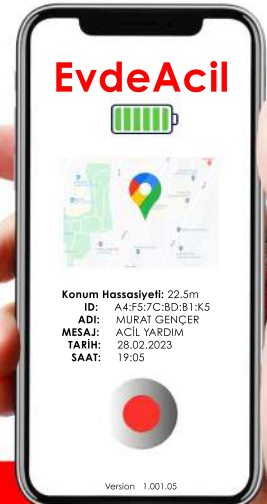 EvdeAcil
Konum Hassasiyeti: 22.5m
ID: A4:F5:7C:BD:B1:K5
ADI: MURAT GENÇER
MESAJ: ACİL YARDIM
TARİH: 28.02.2023
SAAT: 19:05
Version 1.001.05